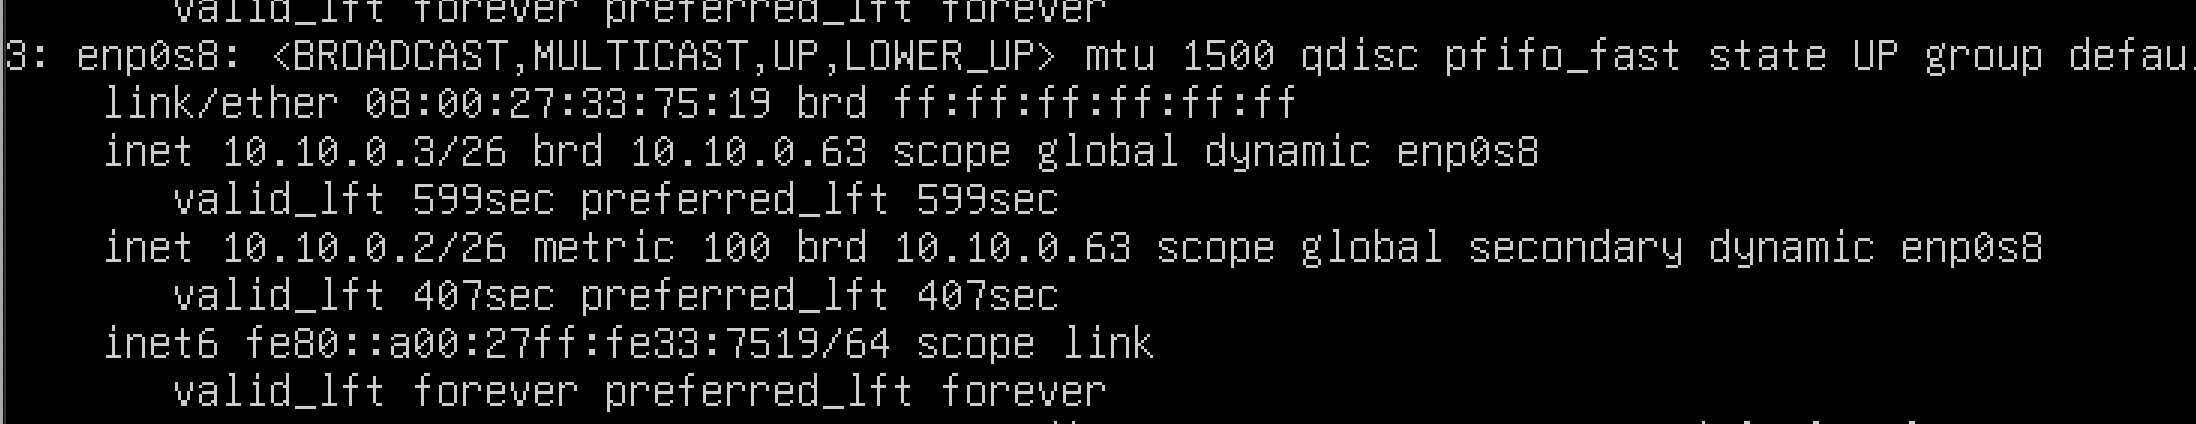 valid_lft forever preferred_lft forever
3: enp0s8: <BROADCAST,MULTICAST,UP,LOWER_UP> mtu 1500 qdisc pfifo_fast state UP group defau
link/ether 08:00:27:33:75:19 brd ff:ff:ff:ff:ff:ff
inet 10.10.0.3/26 brd 10.10.0.63 scope global dynamic enp0s8
valid_lft 599sec preferred_lft 599sec
inet 10.10.0.2/26 metric 100 brd 10.10.0.63 scope global secondary dynamic enp0s8
valid_lft 407sec preferred_lft 407sec
inet6 fe80::a00:27ff:fe33:7519/64 scope link
valid_lft forever preferred_lft forever